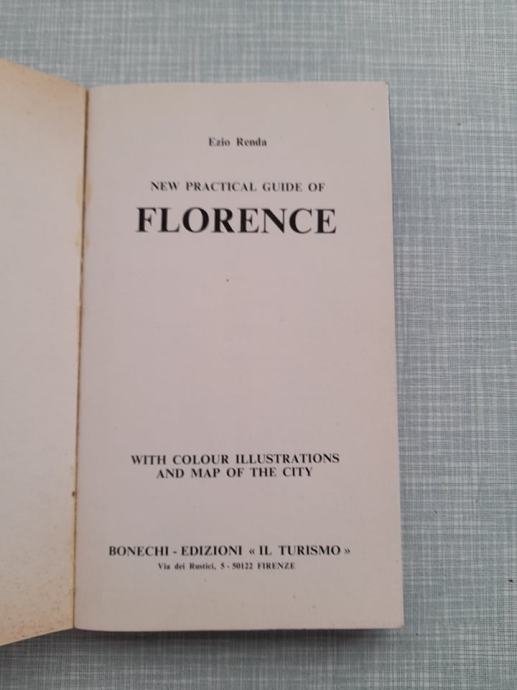 Ezio Renda
NEW PRACTICAL GUIDE OF
FLORENCE
WITH COLOUR ILLUSTRATIONS
AND MAP OF THE CITY
BONECHI - EDIZIONI « IL TURISMO »
Via dei Rustici, 5 - 50122 FIRENZE